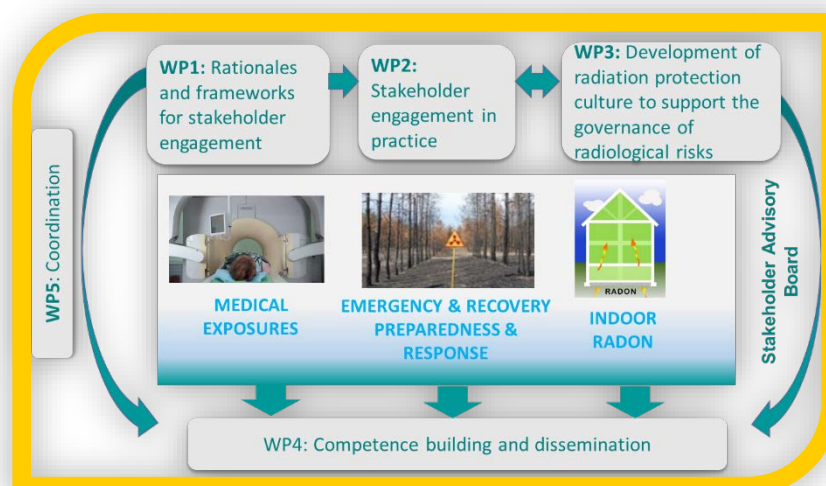 WP1: Rationales
and frameworks
for stakeholder
engagement
WP2:
Stakeholder
engagement in
practice
WP3: Development of
radiation protection
culture to support the
governance of
radiological risks
WP5: Coordination
RADON
MEDICAL
EXPOSURES
EMERGENCY & RECOVERY
PREPAREDNESS &
RESPONSE
INDOOR
RADON
Stakeholder Advisory
Board
WP4: Competence building and dissemination